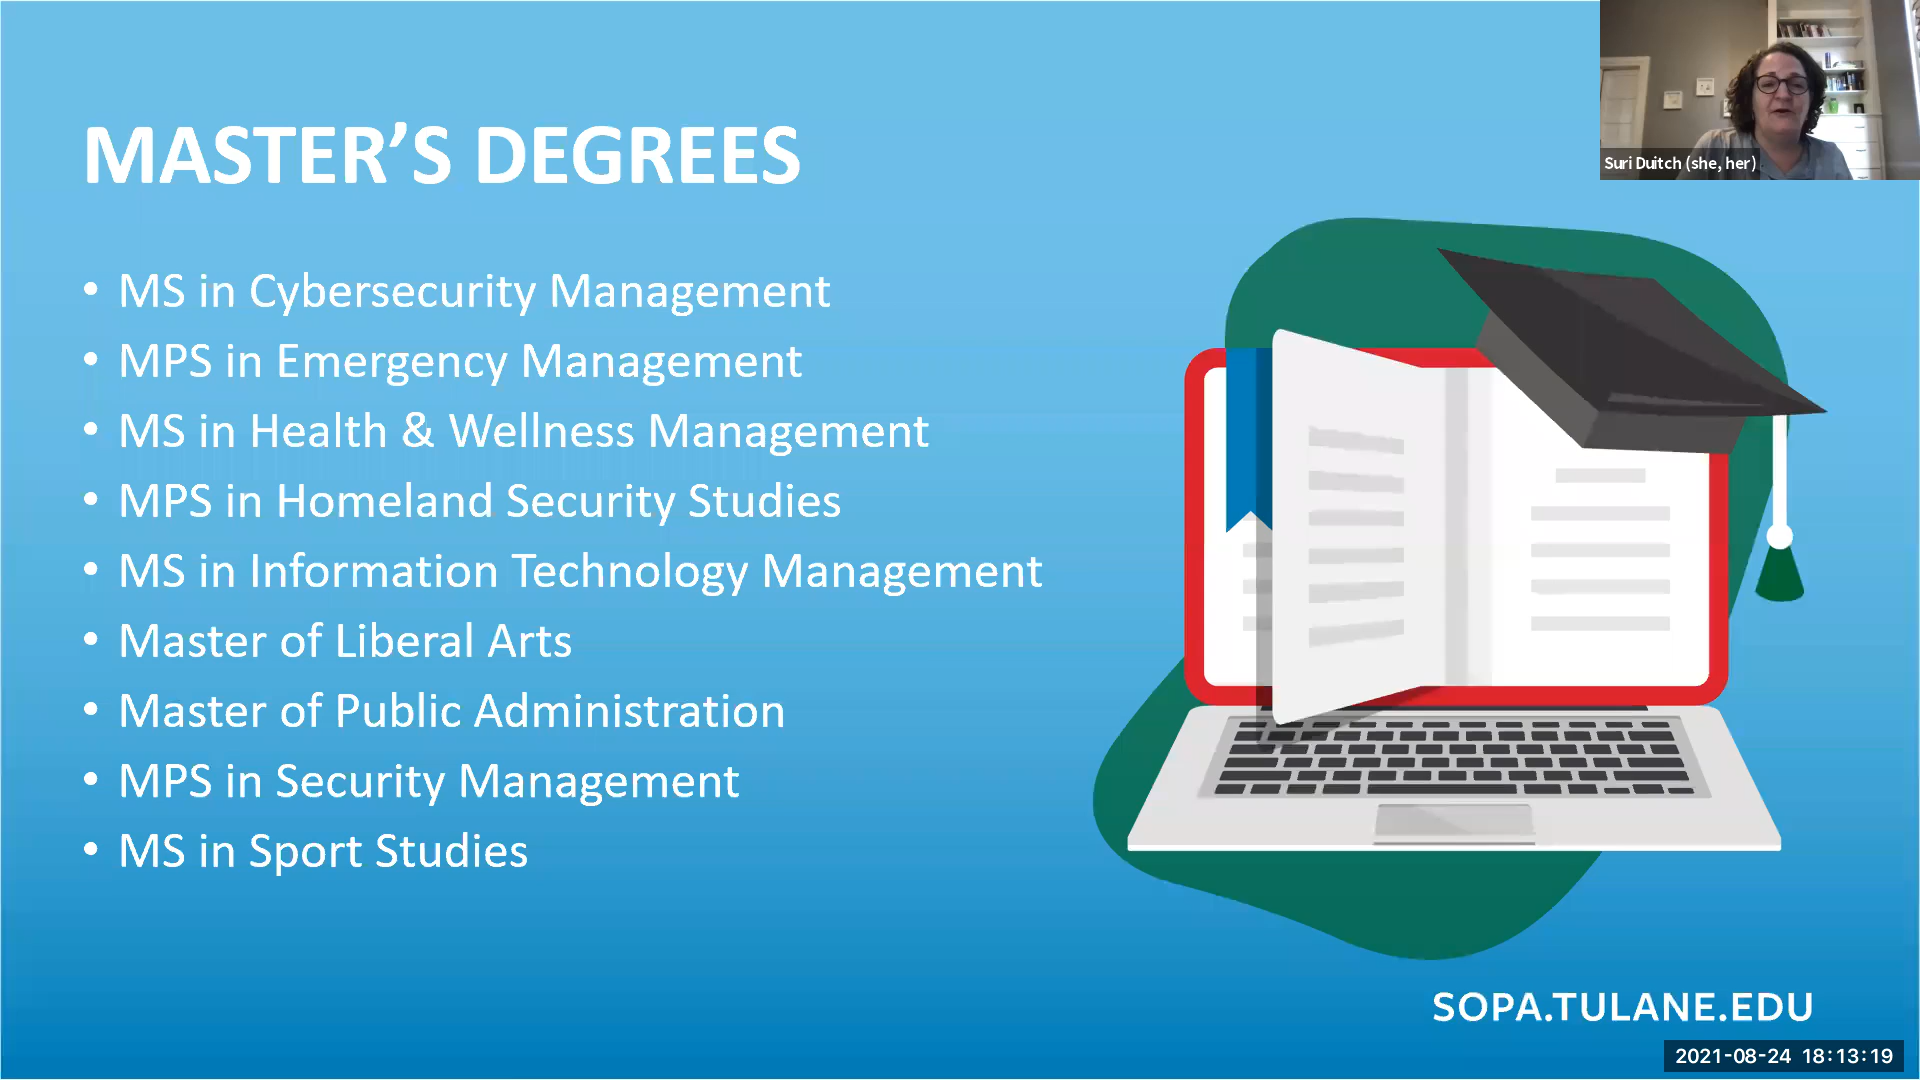 MASTER’S DEGREES
• MS in Cybersecurity Management
• MPS in Emergency Management
• MS in Health & Wellness Management
• MPS in Homeland Security Studies
• MS in Information Technology Management
• Master of Liberal Arts
• Master of Public Administration
• MPS in Security Management
• MS in Sport Studies
Suri Duitch (she, her)
SOPA.TULANE.EDU
2021-08-24 18:13:19